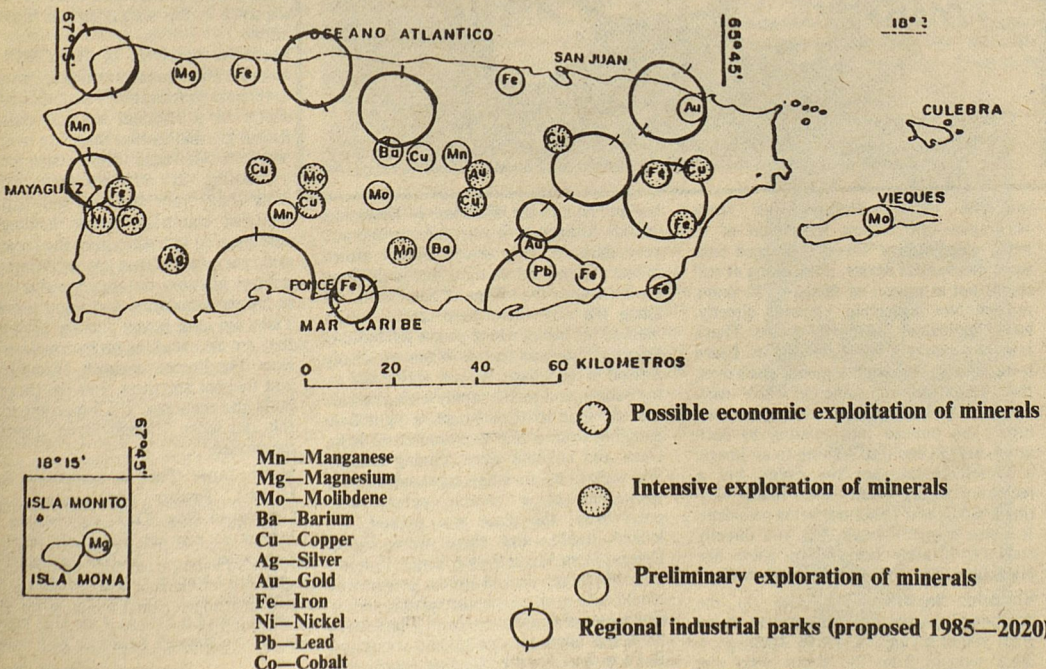 67°15'
OCEANO ATLANTICO
SAN JUAN
65°45'
Mg
Fe
Fe
Au
CULEBRA
Mn
Ba
Cu
Mn
Cu
Au
Cu
Mo
Fe
Cu
MAYAGUEZ
Fe
Mo
Cu
Cu
VIEQUES
Ni
Co
Mn
Fe
Mo
Ag
Mn
Ba
Au
Pb
Fe
Fe
PONCE
Fe
MAR CARIBE
0 20 40 60 KILOMETROS
Possible economic exploitation of minerals
Intensive exploration of minerals
Preliminary exploration of minerals
Regional industrial parks (proposed 1985—2020)
18°15'
67°45'
ISLA MONITO
Mg
ISLA MONA
Mn—Manganese
Mg—Magnesium
Mo—Molibdene
Ba—Barium
Cu—Copper
Ag—Silver
Au—Gold
Fe—Iron
Ni—Nickel
Pb—Lead
Co—Cobalt